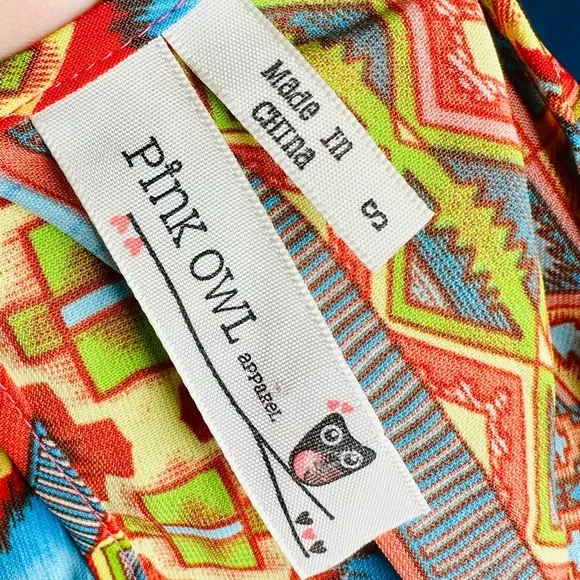 Pink OWL
apparel
Made in
China
S